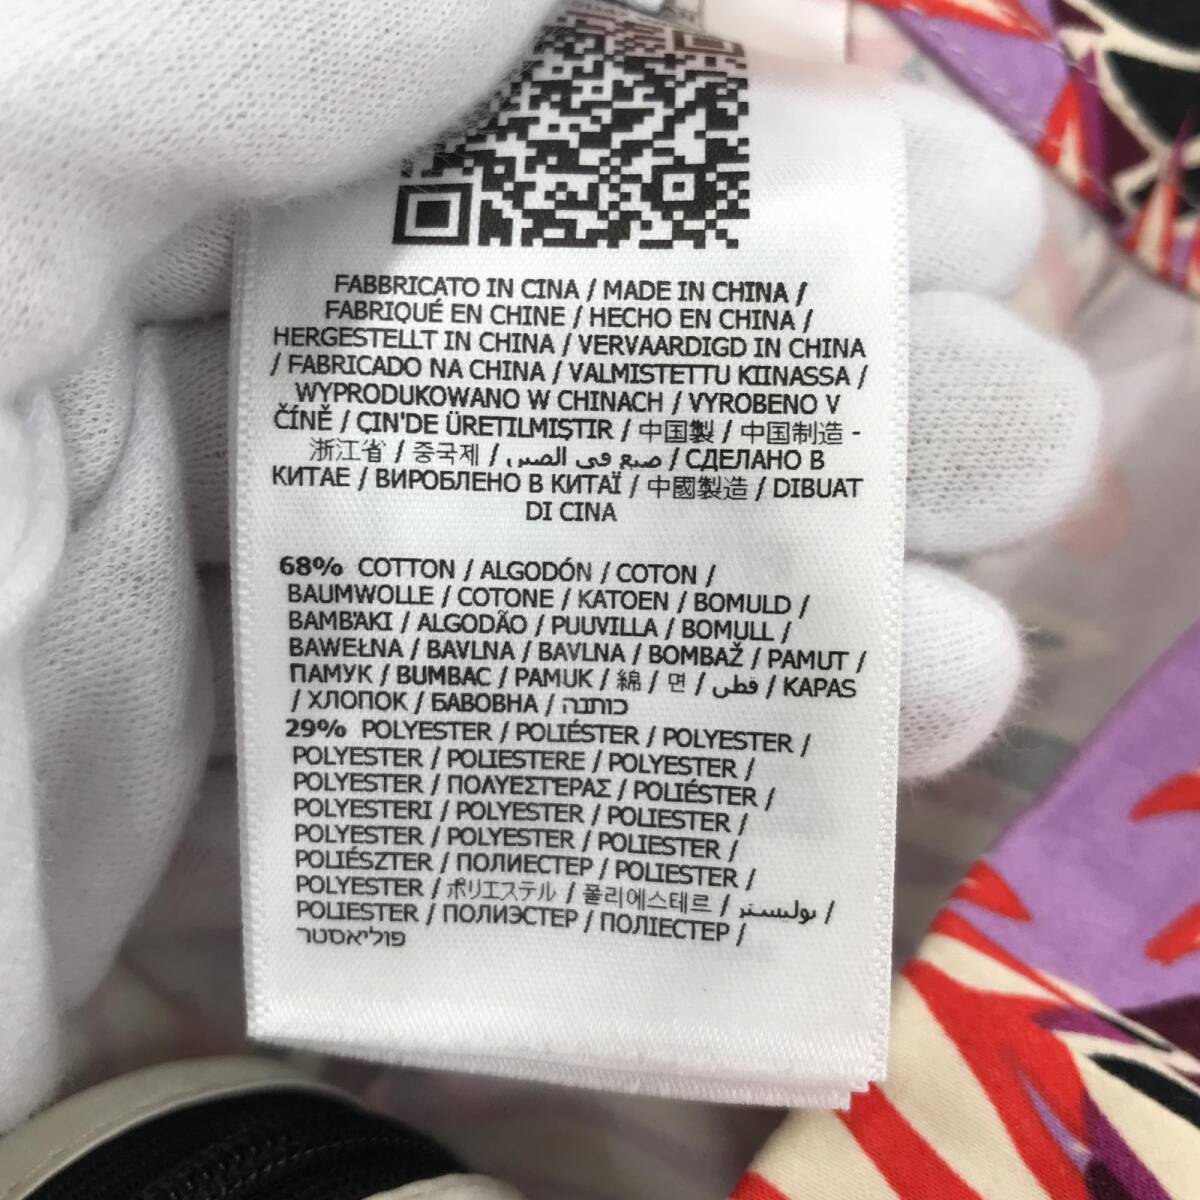 FABBRICATO IN CINA / MADE IN CHINA /
FABRIQUÉ EN CHINE / HECHO EN CHINA /
HERGESTELLT IN CHINA / VERVAARDIGD IN CHINA
/ FABRICADO NA CHINA / VALMISTETTU KIINASSA /
WYPRODUKOWANO W CHINACH / VYROBENO V
ČÍNĚ / ÇIN'DE ÜRETILMIŞTIR / 中国製 / 中国制造 -
浙江省 / 중국제 / صنع في الصين / СДЕЛАНО В
КИТАЕ / ВИРОБЛЕНО В КИТАЇ / 中國製造 / DIBUAT
DI CINA
68% COTTON / ALGODÓN / COTON /
BAUMWOLLE / COTONE / KATOEN / BOMULD /
BAMBAKI / ALGODÃO / PUUVILLA / BOMULL /
BAWEŁNA / BAVLNA / BAVLNA / BOMBAŽ / PAMUT /
ПАМУК / BUMBAC / PAMUK / 綿 / 면 / قطن / KAPAS
/ ХЛОПОК / БАВОВНА / כותנה
29% POLYESTER / POLIÉSTER / POLYESTER /
POLYESTER / POLIESTERE / POLYESTER /
POLYESTER / ΠΟΛΥΕΣΤΕΡΑΣ / POLIÉSTER /
POLYESTERI / POLYESTER / POLIESTER /
POLYESTER / POLYESTER / POLIESTER /
POLIÉSZTER / ПОЛИЕСТЕР / POLIESTER /
POLYESTER / ポリエステル / 폴리에스테르 / بوليستر /
POLIESTER / ПОЛИЭСТЕР / ПОЛІЕСТЕР /
פוליאסטר